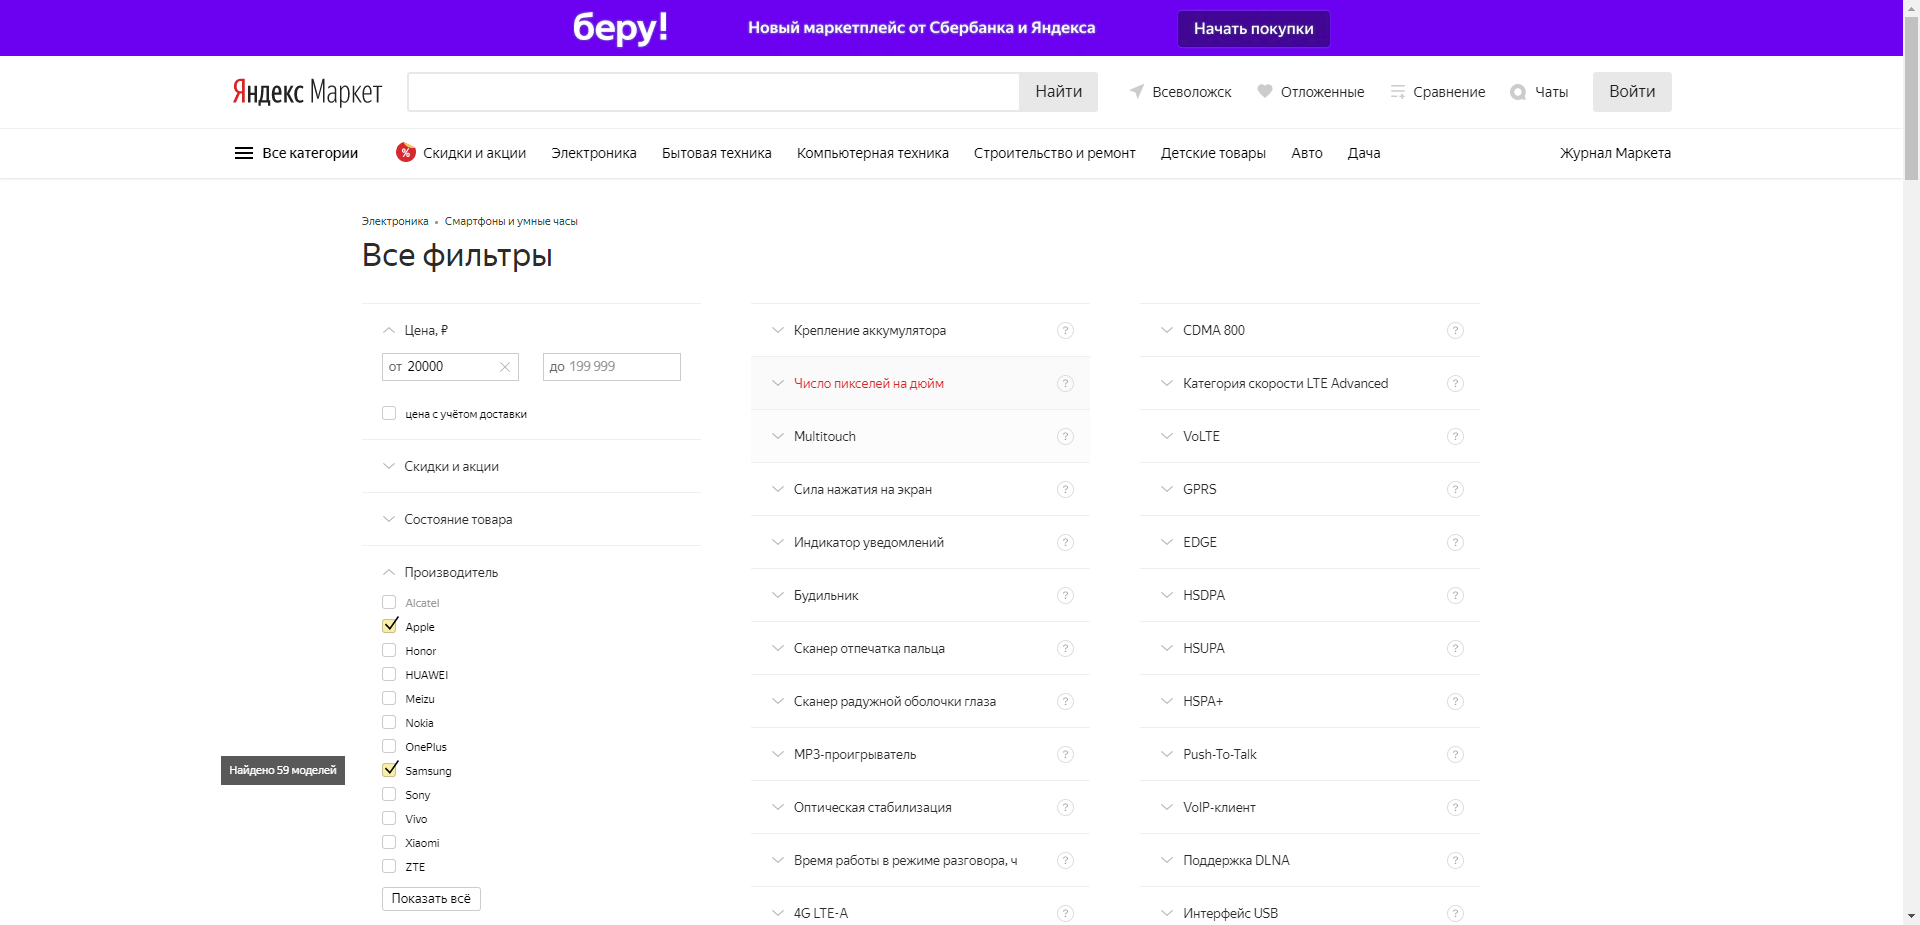 беру! Новый маркетплейс от Сбербанка и Яндекса Начать покупки
Яндекс Маркет Найти Всеволожск Отложенные Сравнение Чаты Войти
Все категории % Скидки и акции Электроника Бытовая техника Компьютерная техника Строительство и ремонт Детские товары Авто Дача Журнал Маркета
Электроника • Смартфоны и умные часы
Все фильтры
Цена, ₽
от 20000 до 199 999
цена с учётом доставки
Скидки и акции
Состояние товара
Производитель
Alcatel
Apple
Honor
HUAWEI
Meizu
Nokia
OnePlus
Найдено 59 моделей
Samsung
Sony
Vivo
Xiaomi
ZTE
Показать всё
Крепление аккумулятора ?
Число пикселей на дюйм ?
Multitouch ?
Сила нажатия на экран ?
Индикатор уведомлений ?
Будильник ?
Сканер отпечатка пальца ?
Сканер радужной оболочки глаза ?
MP3-проигрыватель ?
Оптическая стабилизация ?
Время работы в режиме разговора, ч ?
4G LTE-A ?
CDMA 800 ?
Категория скорости LTE Advanced ?
VoLTE ?
GPRS ?
EDGE ?
HSDPA ?
HSUPA ?
HSPA+ ?
Push-To-Talk ?
VoIP-клиент ?
Поддержка DLNA ?
Интерфейс USB ?